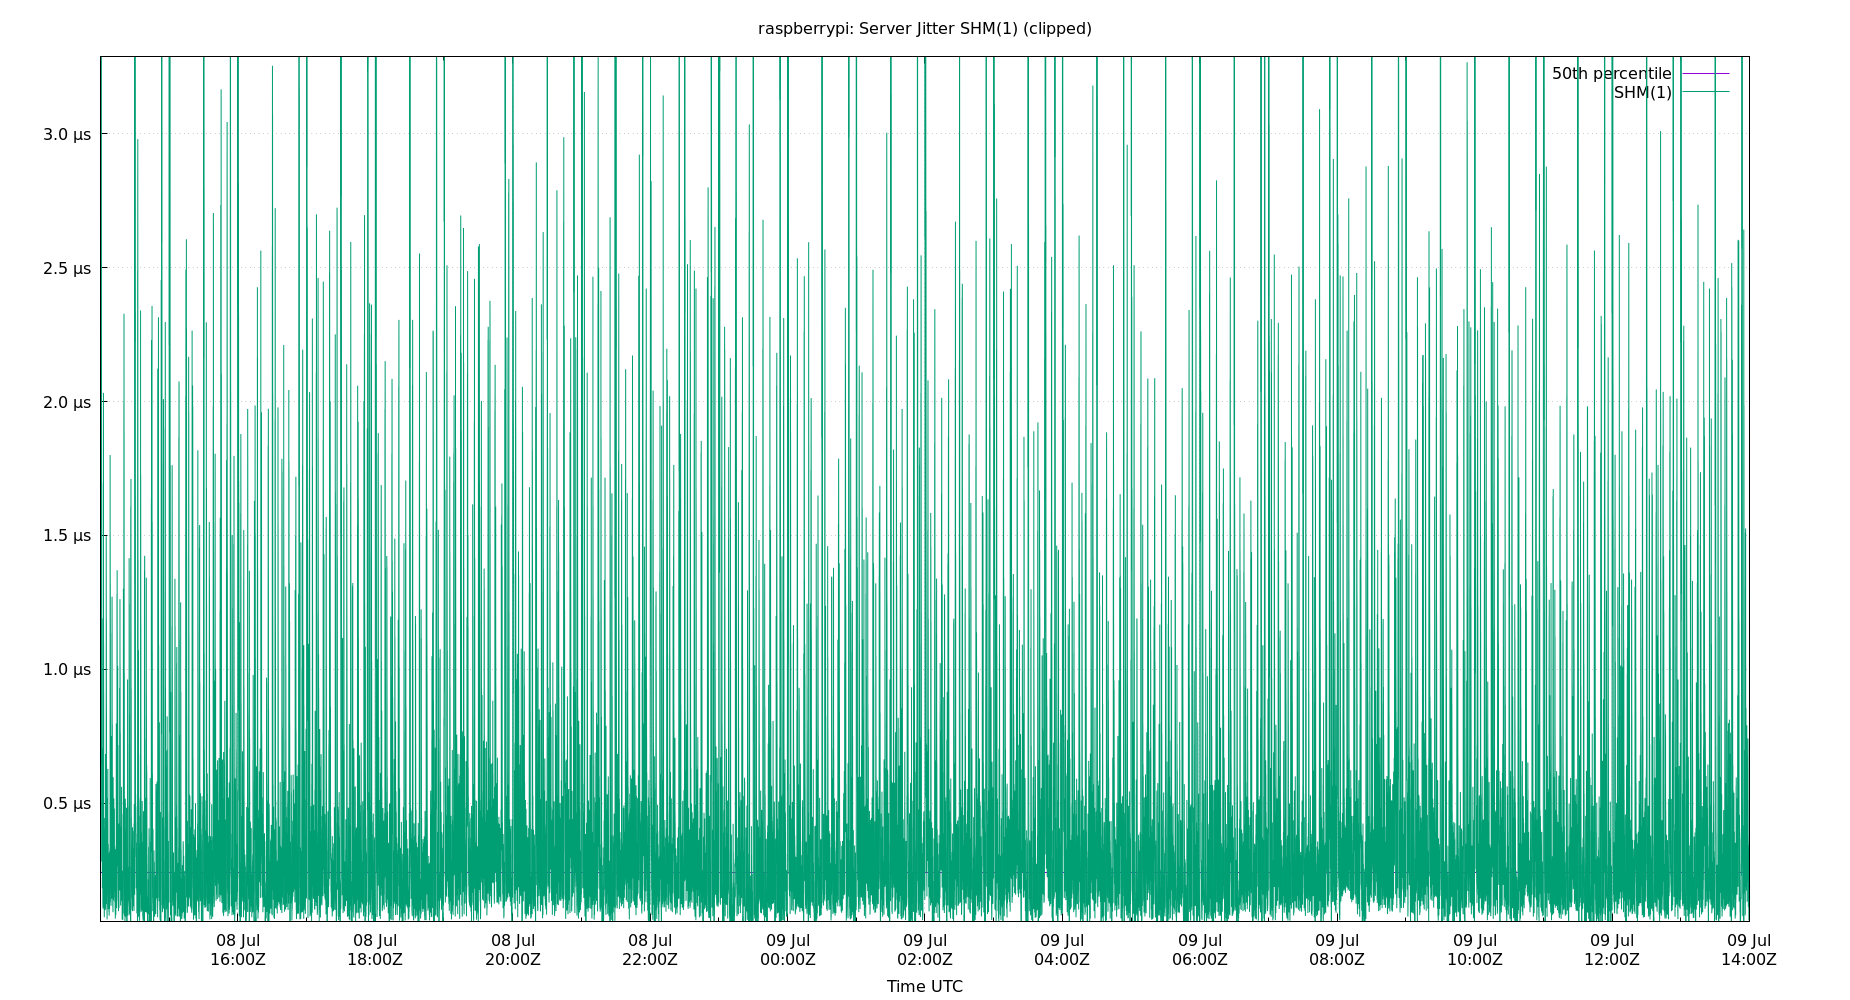 raspberrypi: Server Jitter SHM(1) (clipped)
50th percentile
SHM(1)
3.0 µs
2.5 µs
2.0 µs
1.5 µs
1.0 µs
0.5 µs
08 Jul 08 Jul 08 Jul 08 Jul 09 Jul 09 Jul 09 Jul 09 Jul 09 Jul 09 Jul 09 Jul 09 Jul
16:00Z 18:00Z 20:00Z 22:00Z 00:00Z 02:00Z 04:00Z 06:00Z 08:00Z 10:00Z 12:00Z 14:00Z
Time UTC